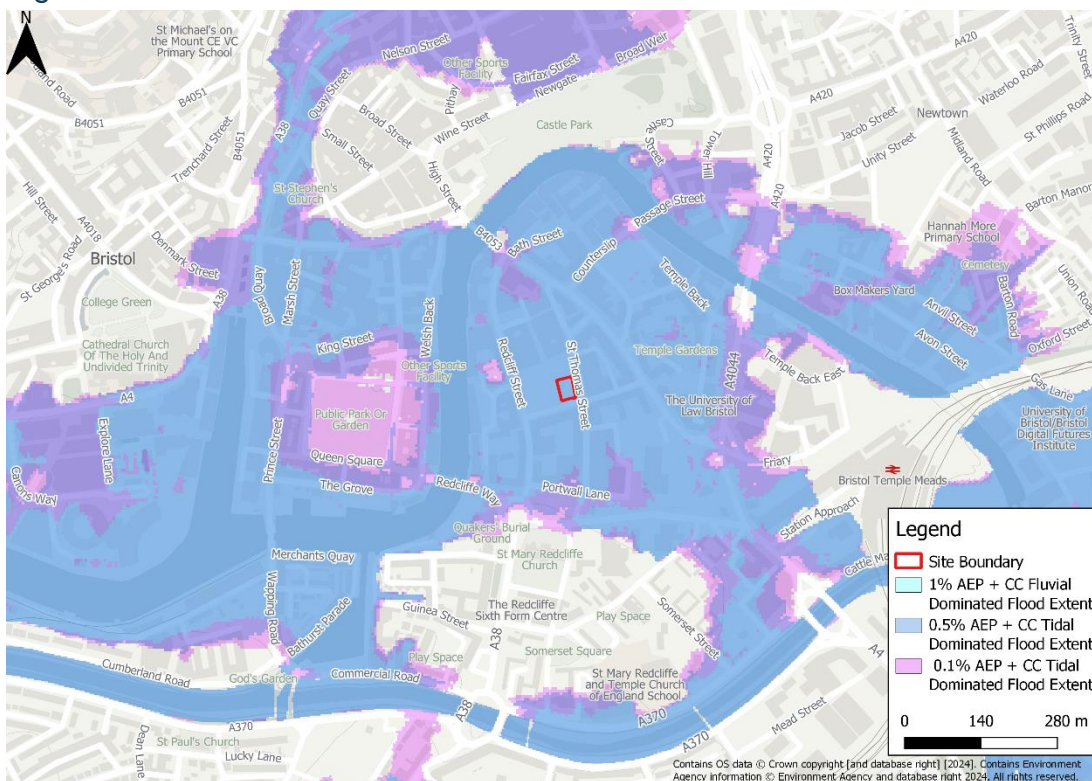 N
St Michael's on
the Mount CE VC
Primary School
Nelson Street
Broad Weir
Other Sports
Facility
Fairfax Street
Newgate
Pithay
Quay Street
A38
Broad Street
Small Street
Wine Street
Castle Park
Castle
Street
Tower Hill
A420
A420
A420
A420
Trinity Street
Waterloo Road
St Philips Road
Newtown
Jacob Street
Unity Street
Midland Road
Barton Manor
B4051
B4051
B4051
Trenchard Street
Hill Street
A4018
St George's Road
Denmark Street
Bristol
College Green
A38
Cathedral Church
Of The Holy And
Undivided Trinity
St Stephen's
Church
High Street
B4053
Bath Street
Passage Street
Counterslip
Temple Back
Hannah More
Primary School
Cemetery
Union Road
Barton Road
Box Makers Yard
Anvil Street
Avon Street
Oxford Street
Gas Lane
Broad Quay
Marsh Street
King Street
Welsh Back
Other Sports
Facility
Redcliff Street
St Thomas Street
Temple Gardens
A4044
Temple Back East
The University of
Law Bristol
Friary
University of
Bristol/Bristol
Digital Futures
Institute
Bristol Temple Meads
Station Approach
Cattle Ma
A4
Explore Lane
Canons Way
Prince Street
Public Park Or
Garden
Queen Square
The Grove
Redcliffe Way
Portwall Lane
Quakers' Burial
Ground
St Mary Redcliffe
Church
Merchants Quay
Wapping Road
Bathurst Parade
Guinea Street
The Redcliffe
Sixth Form Centre
A38
Play Space
Somerset Street
Somerset Square
Play Space
St Mary Redcliffe
and Temple Church
of England School
Cumberland Road
God's Garden
Commercial Road
A38
A370
A370
A370
A4
Mead Street
St Paul's Church
Dean Lane
Lucky Lane
Legend
Site Boundary
1% AEP + CC Fluvial
Dominated Flood Extent
0.5% AEP + CC Tidal
Dominated Flood Extent
0.1% AEP + CC Tidal
Dominated Flood Extent
0 140 280 m
Contains OS data © Crown copyright [and database right] [2024]. Contains Environment
Agency information © Environment Agency and database right 2024. All rights reserved